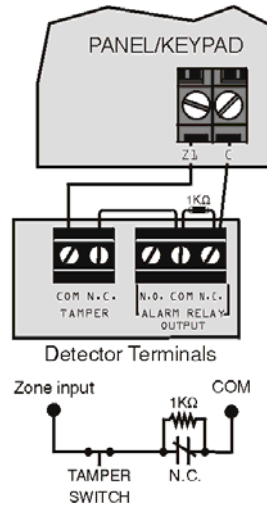 PANEL/KEYPAD
Z1 C
1KΩ
COM N.C. N.O. COM N.C.
TAMPER ALARM RELAY
OUTPUT
Detector Terminals
Zone input COM
1KΩ
TAMPER N.C.
SWITCH